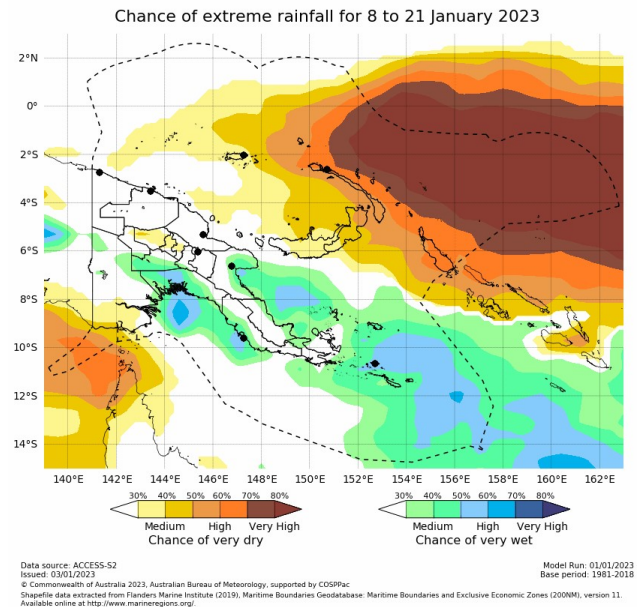 Chance of extreme rainfall for 8 to 21 January 2023
2°N
0°
2°S
4°S
6°S
8°S
10°S
12°S
14°S
140°E 142°E 144°E 146°E 148°E 150°E 152°E 154°E 156°E 158°E 160°E 162°E
30% 40% 50% 60% 70% 80%
Medium High Very High
Chance of very dry
30% 40% 50% 60% 70% 80%
Medium High Very High
Chance of very wet
Data source: ACCESS-S2
Issued: 03/01/2023
Model Run: 01/01/2023
Base period: 1981-2018
© Commonwealth of Australia 2023, Australian Bureau of Meteorology, supported by COSPPac
Shapefile data extracted from Flanders Marine Institute (2019), Maritime Boundaries Geodatabase: Maritime Boundaries and Exclusive Economic Zones (200NM), version 11.
Available online at http://www.marineregions.org/.